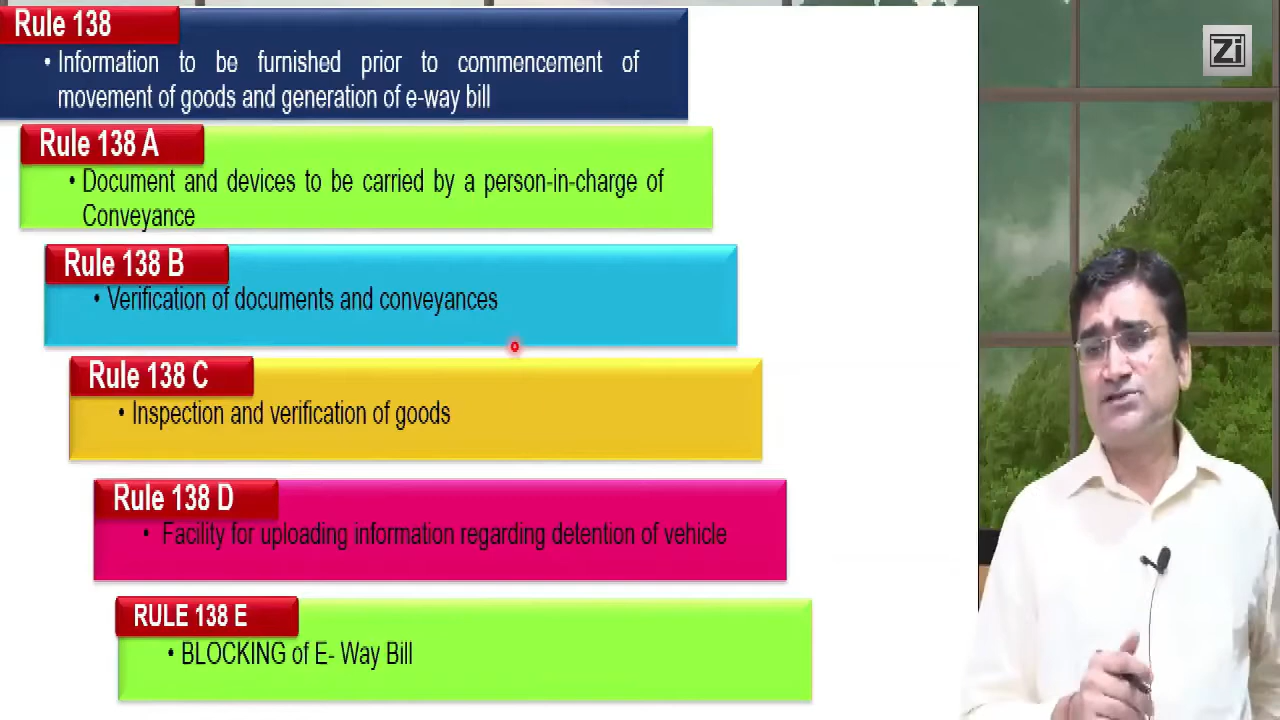 Rule 138
• Information to be furnished prior to commencement of
movement of goods and generation of e-way bill
Rule 138 A
• Document and devices to be carried by a person-in-charge of
Conveyance
Rule 138 B
• Verification of documents and conveyances
Rule 138 C
• Inspection and verification of goods
Rule 138 D
• Facility for uploading information regarding detention of vehicle
RULE 138 E
• BLOCKING of E- Way Bill
Zi